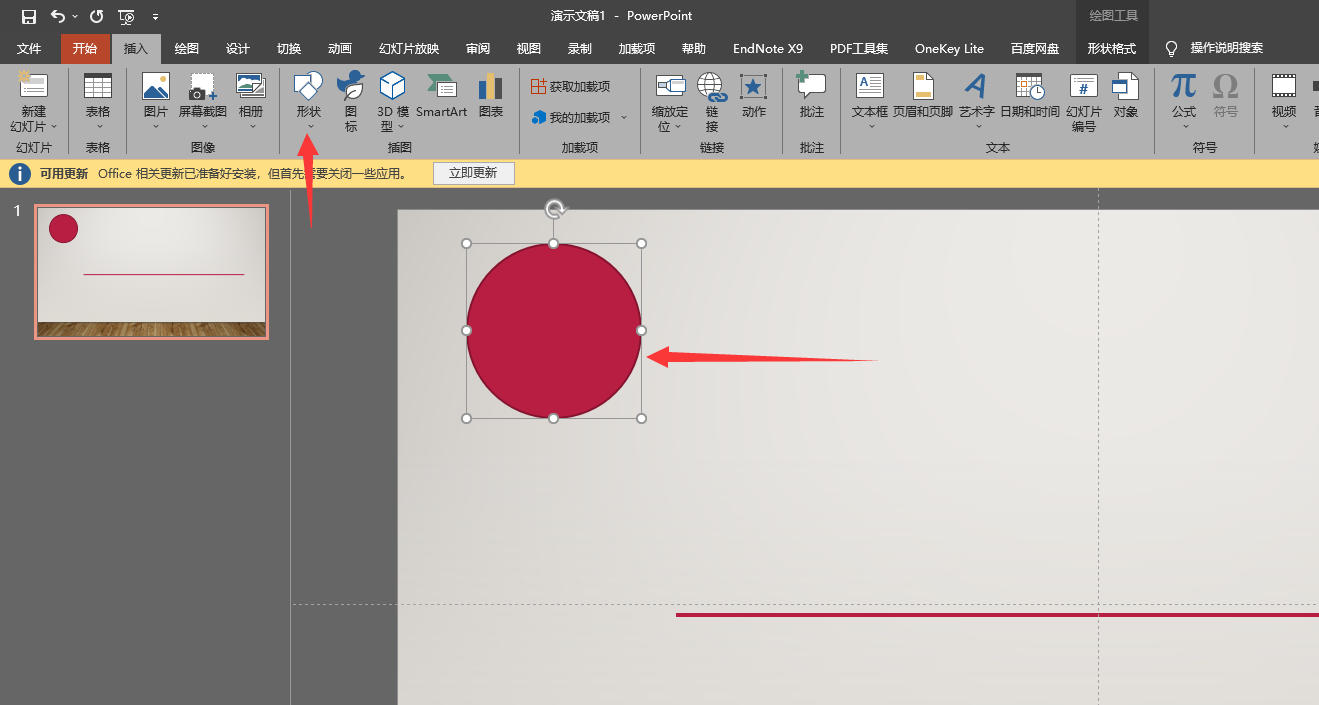 演示文稿1 - PowerPoint
绘图工具
文件 开始 插入 绘图 设计 切换 动画 幻灯片放映 审阅 视图 录制 加载项 帮助 EndNote X9 PDF工具集 OneKey Lite 百度网盘 形状格式 操作说明搜索
新建
幻灯片
表格
图片
屏幕截图
相册
形状
图
标
3D 模
型
SmartArt
图表
获取加载项
我的加载项
缩放定
位
链
接
动作
批注
A
文本框
页眉和页脚
A
艺术字
日期和时间
#
幻灯片
编号
对象
π
公式
Ω
符号
视频
幻灯片 表格 图像 插图 加载项 链接 批注 文本 符号
i 可用更新 Office 相关更新已准备好安装，但首先需要关闭一些应用。 立即更新
1